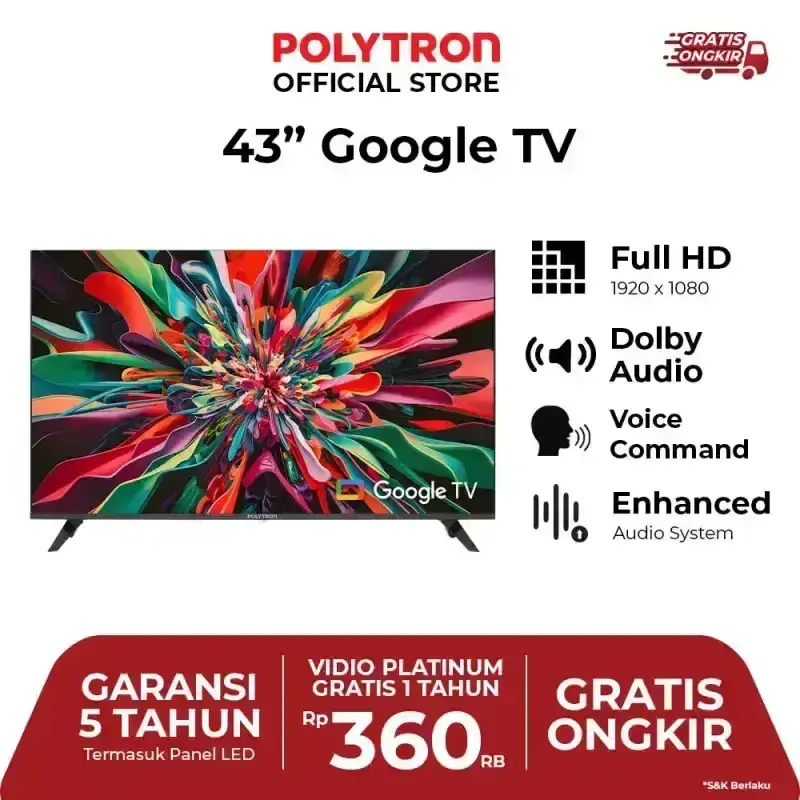 POLYTRON
OFFICIAL STORE
GRATIS
ONGKIR
43” Google TV
Full HD
1920 x 1080
Dolby
Audio
Voice
Command
Enhanced
Audio System
Google TV
POLYTRON
GARANSI
5 TAHUN
Termasuk Panel LED
VIDIO PLATINUM
GRATIS 1 TAHUN
Rp 360 RB
GRATIS
ONGKIR
*S&K Berlaku